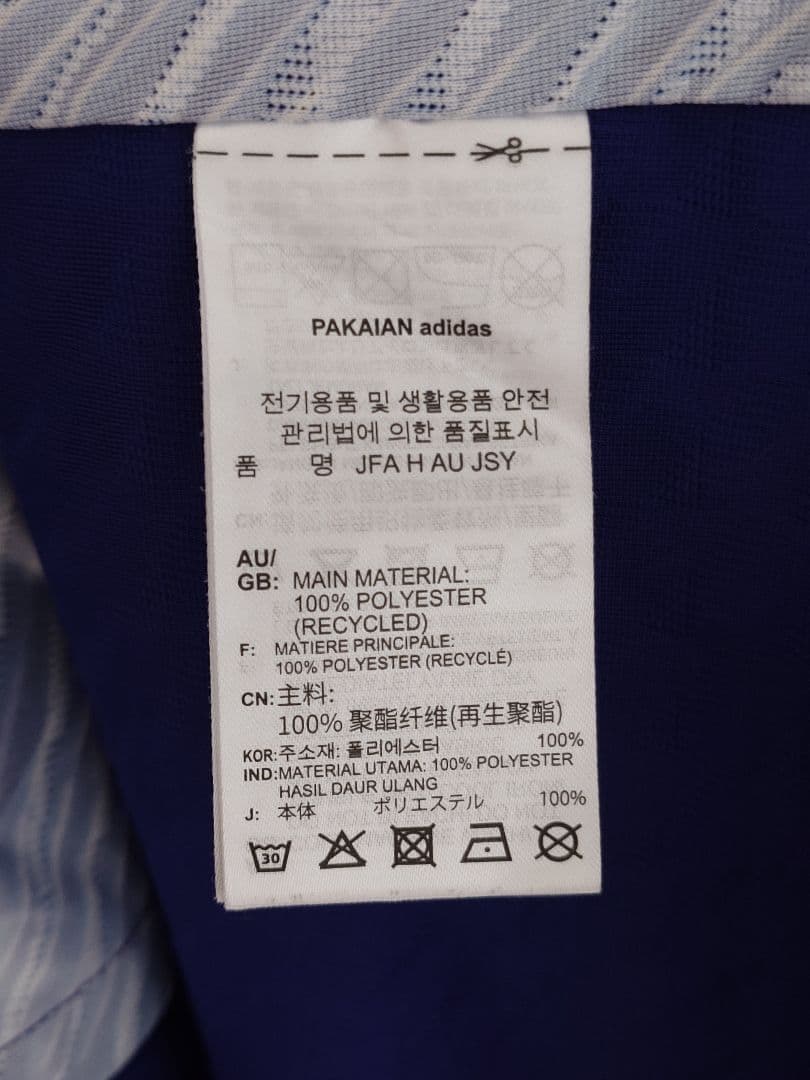 PAKAIAN adidas
전기용품 및 생활용품 안전
관리법에 의한 품질표시
품 명 JFA H AU JSY
AU/
GB: MAIN MATERIAL:
100% POLYESTER
(RECYCLED)
F: MATIERE PRINCIPALE:
100% POLYESTER (RECYCLÉ)
CN: 主料:
100% 聚酯纤维(再生聚酯)
KOR:주소재: 폴리에스터 100%
IND:MATERIAL UTAMA: 100% POLYESTER
HASIL DAUR ULANG
J: 本体 ポリエステル 100%
30